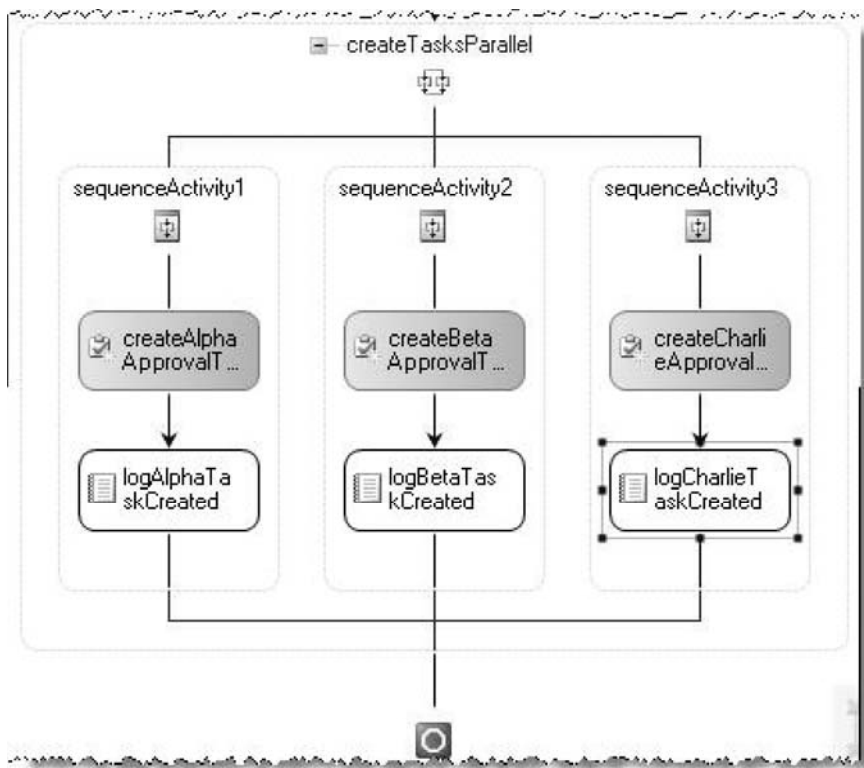 createTasksParallel
sequenceActivity1
sequenceActivity2
sequenceActivity3
createAlpha
ApprovalT...
createBeta
ApprovalT...
createCharli
eApproval...
logAlphaTa
skCreated
logBetaTas
kCreated
logCharlieT
askCreated